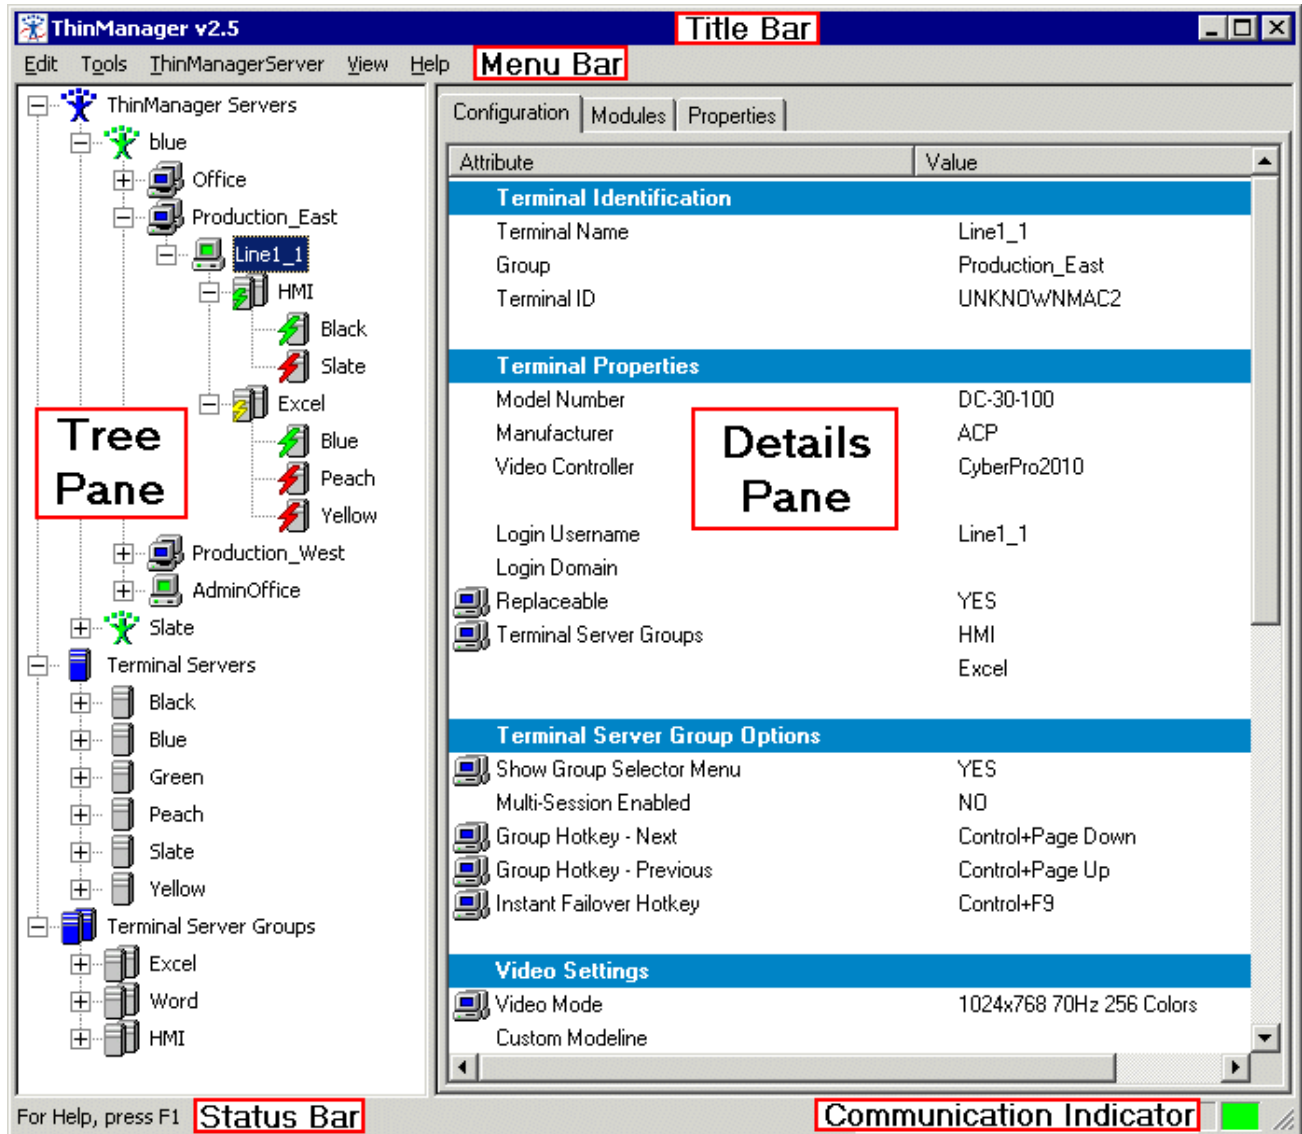 ThinManager v2.5
Title Bar
Edit Tools ThinManagerServer View Help
Menu Bar
ThinManager Servers
blue
Office
Production_East
Line1_1
HMI
Black
Slate
Excel
Blue
Peach
Yellow
Production_West
AdminOffice
Slate
Terminal Servers
Black
Blue
Green
Peach
Slate
Yellow
Terminal Server Groups
Excel
Word
HMI
Tree
Pane
Configuration Modules Properties
Attribute Value
Terminal Identification
Terminal Name Line1_1
Group Production_East
Terminal ID UNKNOWNMAC2
Terminal Properties
Model Number DC-30-100
Manufacturer ACP
Video Controller CyberPro2010
Login Username Line1_1
Login Domain
Replaceable YES
Terminal Server Groups HMI
Excel
Details
Pane
Terminal Server Group Options
Show Group Selector Menu YES
Multi-Session Enabled NO
Group Hotkey - Next Control+Page Down
Group Hotkey - Previous Control+Page Up
Instant Failover Hotkey Control+F9
Video Settings
Video Mode 1024x768 70Hz 256 Colors
Custom Modeline
For Help, press F1
Status Bar
Communication Indicator